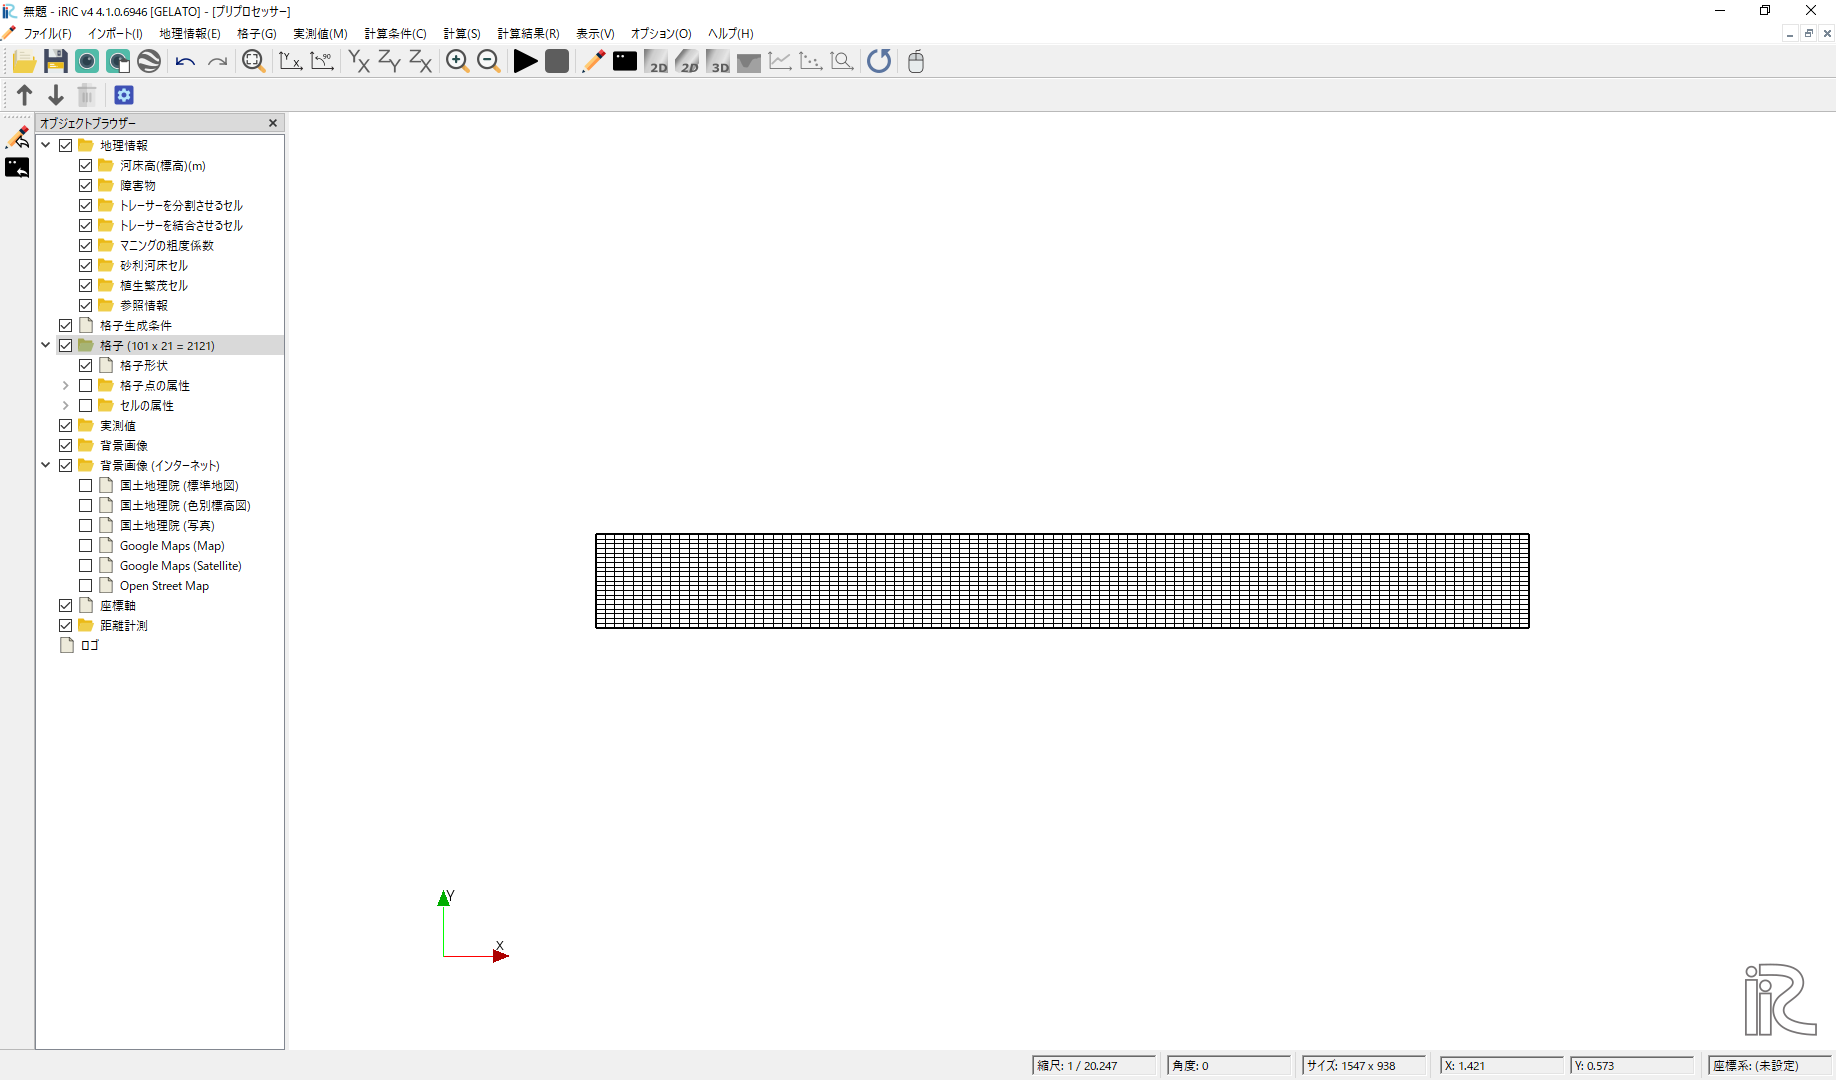 無題 - iRIC v4 4.1.0.6946 [GELATO] - [プリプロセッサー]
ファイル(F) インポート(I) 地理情報(E) 格子(G) 実測値(M) 計算条件(C) 計算(S) 計算結果(R) 表示(V) オプション(O) ヘルプ(H)
Y X 90 YX ZY ZX 2D 2D 3D
オブジェクトブラウザー
地理情報
河床高(標高)(m)
障害物
トレーサーを分割させるセル
トレーサーを結合させるセル
マニングの粗度係数
砂利河床セル
植生繁茂セル
参照情報
格子生成条件
格子 (101 x 21 = 2121)
格子形状
格子点の属性
セルの属性
実測値
背景画像
背景画像 (インターネット)
国土地理院 (標準地図)
国土地理院 (色別標高図)
国土地理院 (写真)
Google Maps (Map)
Google Maps (Satellite)
Open Street Map
座標軸
距離計測
ロゴ
Y
X
iRIC
縮尺: 1 / 20.247 角度: 0 サイズ: 1547 x 938 X: 1.421 Y: 0.573 座標系: (未設定)